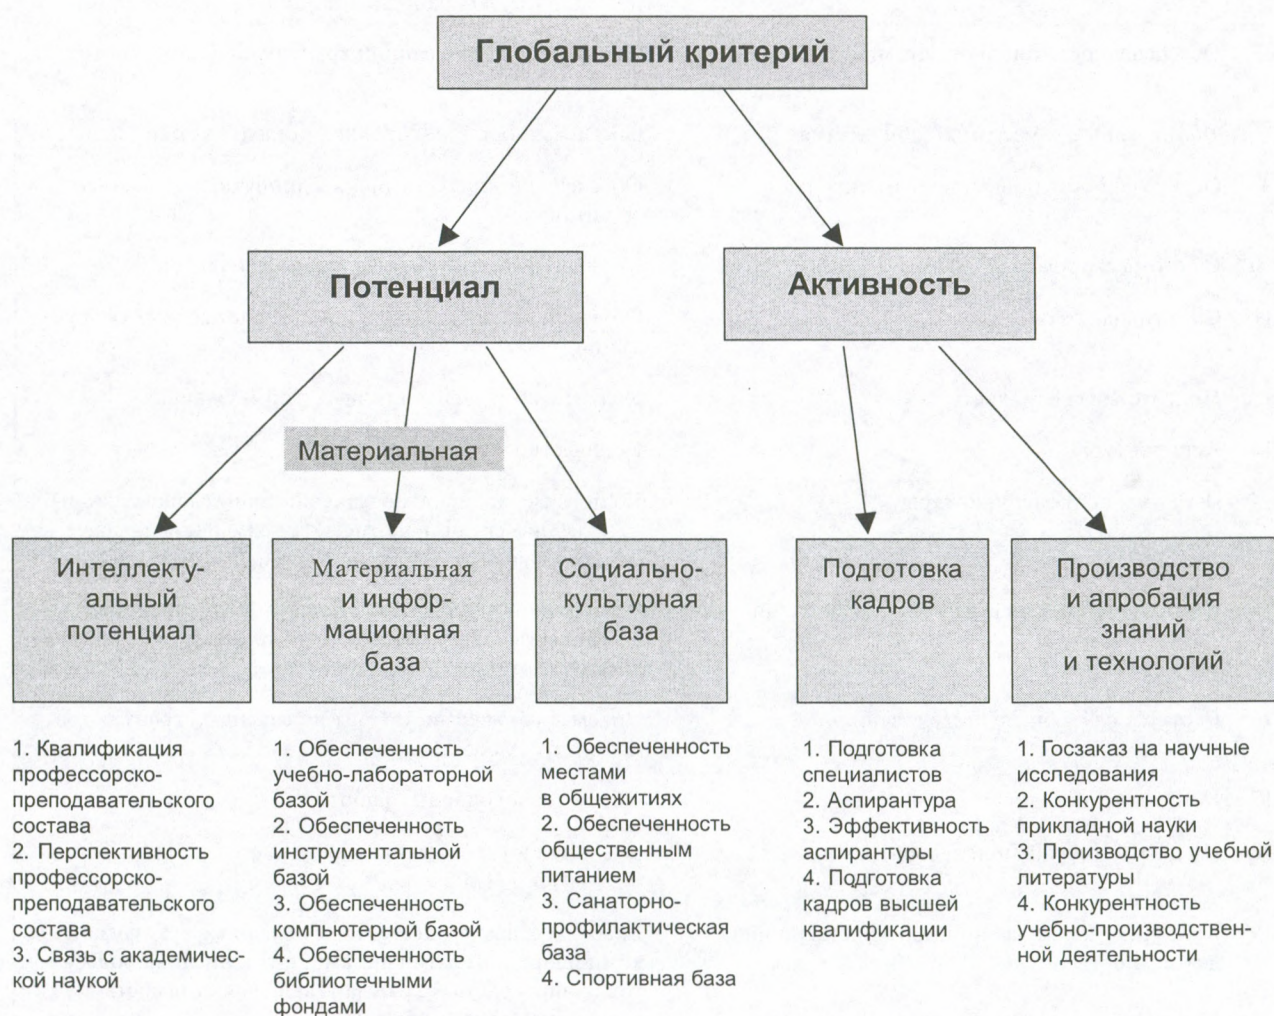 Глобальный критерий
Потенциал
Активность
Материальная
Интеллекту-
альный
потенциал
Материальная
и инфор-
мационная
база
Социально-
культурная
база
Подготовка
кадров
Производство
и апробация
знаний
и технологий
1. Квалификация
профессорско-
преподавательского
состава
2. Перспективность
профессорско-
преподавательского
состава
3. Связь с академичес-
кой наукой
1. Обеспеченность
учебно-лабораторной
базой
2. Обеспеченность
инструментальной
базой
3. Обеспеченность
компьютерной базой
4. Обеспеченность
библиотечными
фондами
1. Обеспеченность
местами
в общежитиях
2. Обеспеченность
общественным
питанием
3. Санаторно-
профилактическая
база
4. Спортивная база
1. Подготовка
специалистов
2. Аспирантура
3. Эффективность
аспирантуры
4. Подготовка
кадров высшей
квалификации
1. Госзаказ на научные
исследования
2. Конкурентность
прикладной науки
3. Производство учебной
литературы
4. Конкурентность
учебно-производствен-
ной деятельности